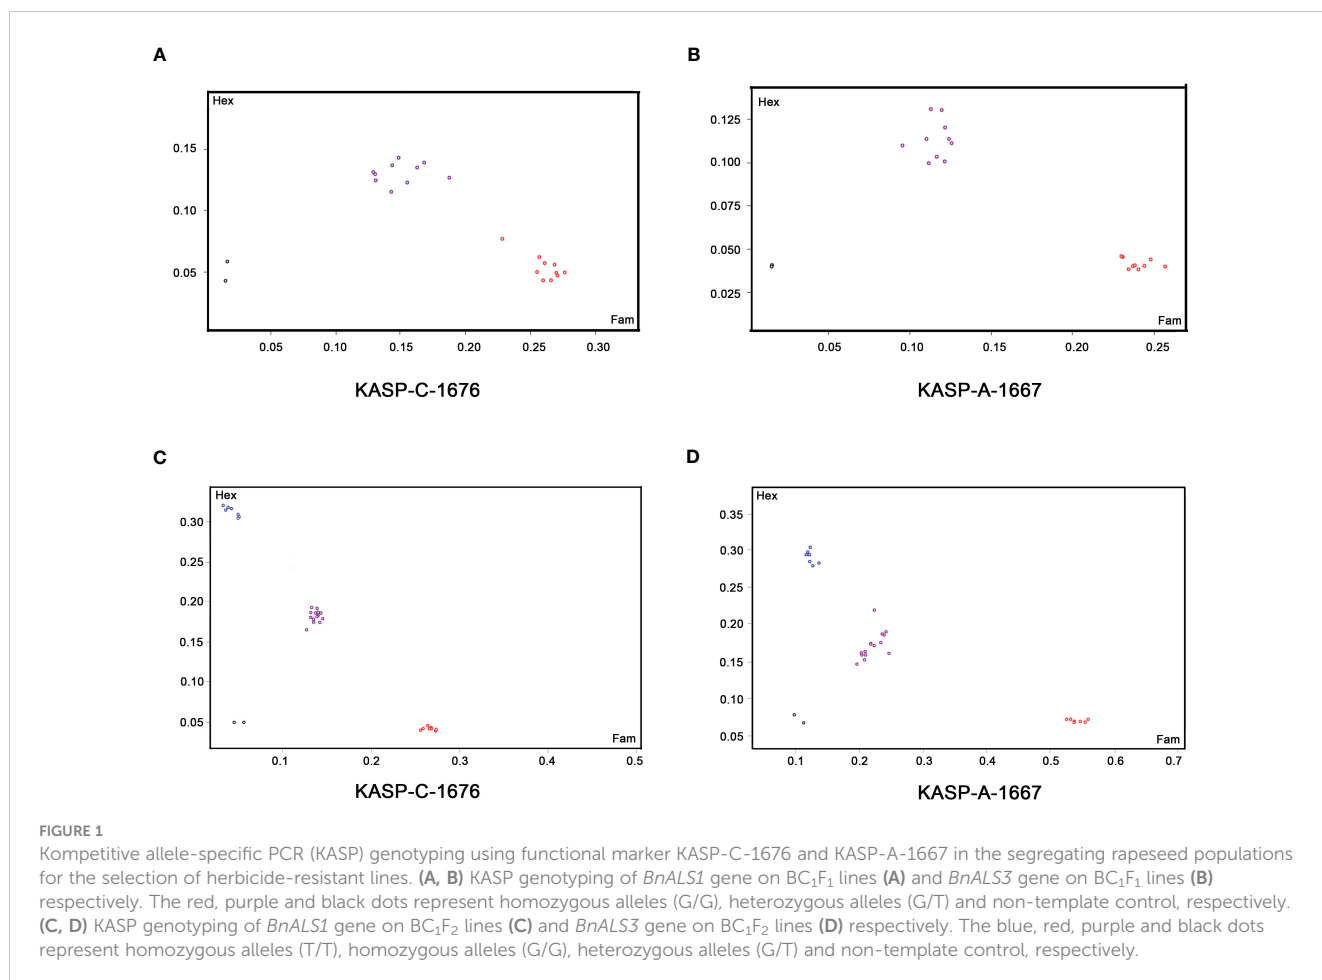 A
Hex
0.15
0.10
0.05
Fam
0.05
0.10
0.15
0.20
0.25
0.30
KASP-C-1676
B
Hex
0.125
0.100
0.075
0.050
0.025
Fam
0.05
0.10
0.15
0.20
0.25
KASP-A-1667
C
Hex
0.30
0.25
0.20
0.15
0.05
Fam
0.1
0.2
0.3
0.4
0.5
KASP-C-1676
D
Hex
0.35
0.30
0.25
0.20
0.15
0.10
0.05
Fam
0.1
0.2
0.3
0.4
0.5
0.6
0.7
KASP-A-1667
FIGURE 1
Kompetitive allele-specific PCR (KASP) genotyping using functional marker KASP-C-1676 and KASP-A-1667 in the segregating rapeseed populations
for the selection of herbicide-resistant lines. (A, B) KASP genotyping of BnALS1 gene on BC₁F₁ lines (A) and BnALS3 gene on BC₁F₁ lines (B)
respectively. The red, purple and black dots represent homozygous alleles (G/G), heterozygous alleles (G/T) and non-template control, respectively.
(C, D) KASP genotyping of BnALS1 gene on BC₁F₂ lines (C) and BnALS3 gene on BC₁F₂ lines (D) respectively. The blue, red, purple and black dots
represent homozygous alleles (T/T), homozygous alleles (G/G), heterozygous alleles (G/T) and non-template control, respectively.